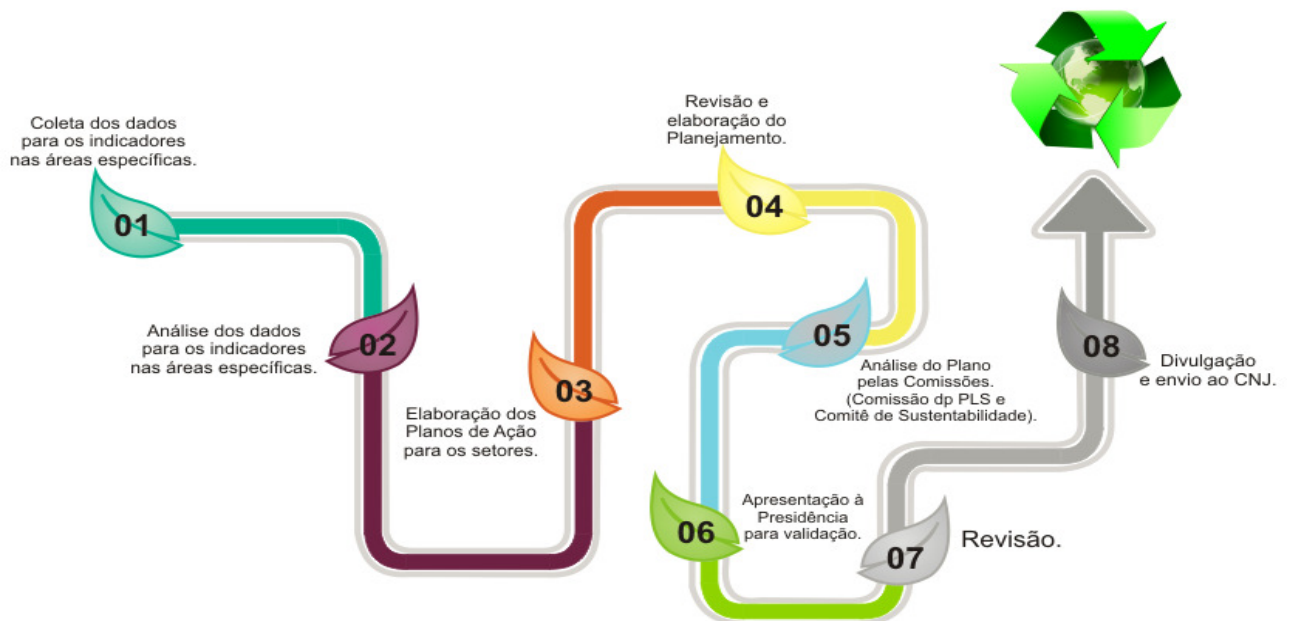 01
Coleta dos dados
para os indicadores
nas áreas específicas.
02
Análise dos dados
para os indicadores
nas áreas específicas.
03
Elaboração dos
Planos de Ação
para os setores.
04
Revisão e
elaboração do
Planejamento.
05
Análise do Plano
pelas Comissões.
(Comissão dp PLS e
Comitê de Sustentabilidade).
06
Apresentação à
Presidência
para validação.
07
Revisão.
08
Divulgação
e envio ao CNJ.